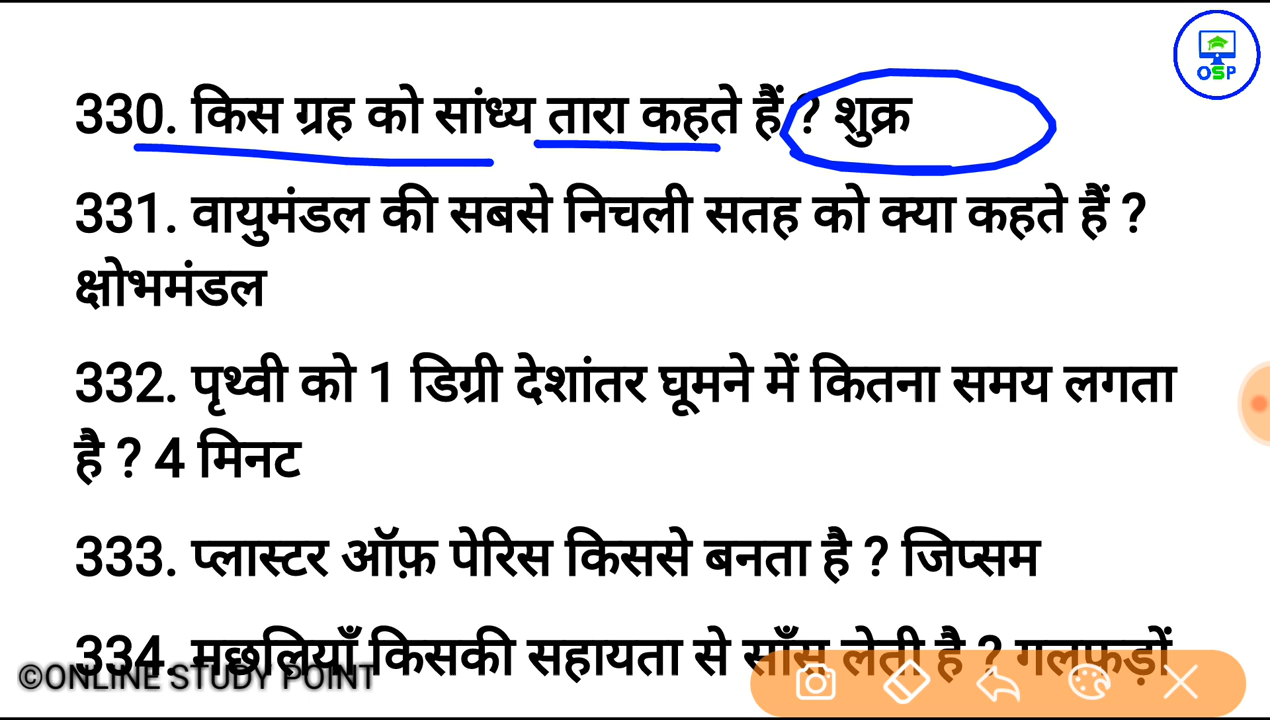 OSP
330. किस ग्रह को सांध्य तारा कहते हैं ? शुक्र
331. वायुमंडल की सबसे निचली सतह को क्या कहते हैं ?
क्षोभमंडल
332. पृथ्वी को 1 डिग्री देशांतर घूमने में कितना समय लगता
है ? 4 मिनट
333. प्लास्टर ऑफ़ पेरिस किससे बनता है ? जिप्सम
334. मछलियाँ किसकी सहायता से साँस लेती है ? गलफड़ों
©ONLINE STUDY POINT